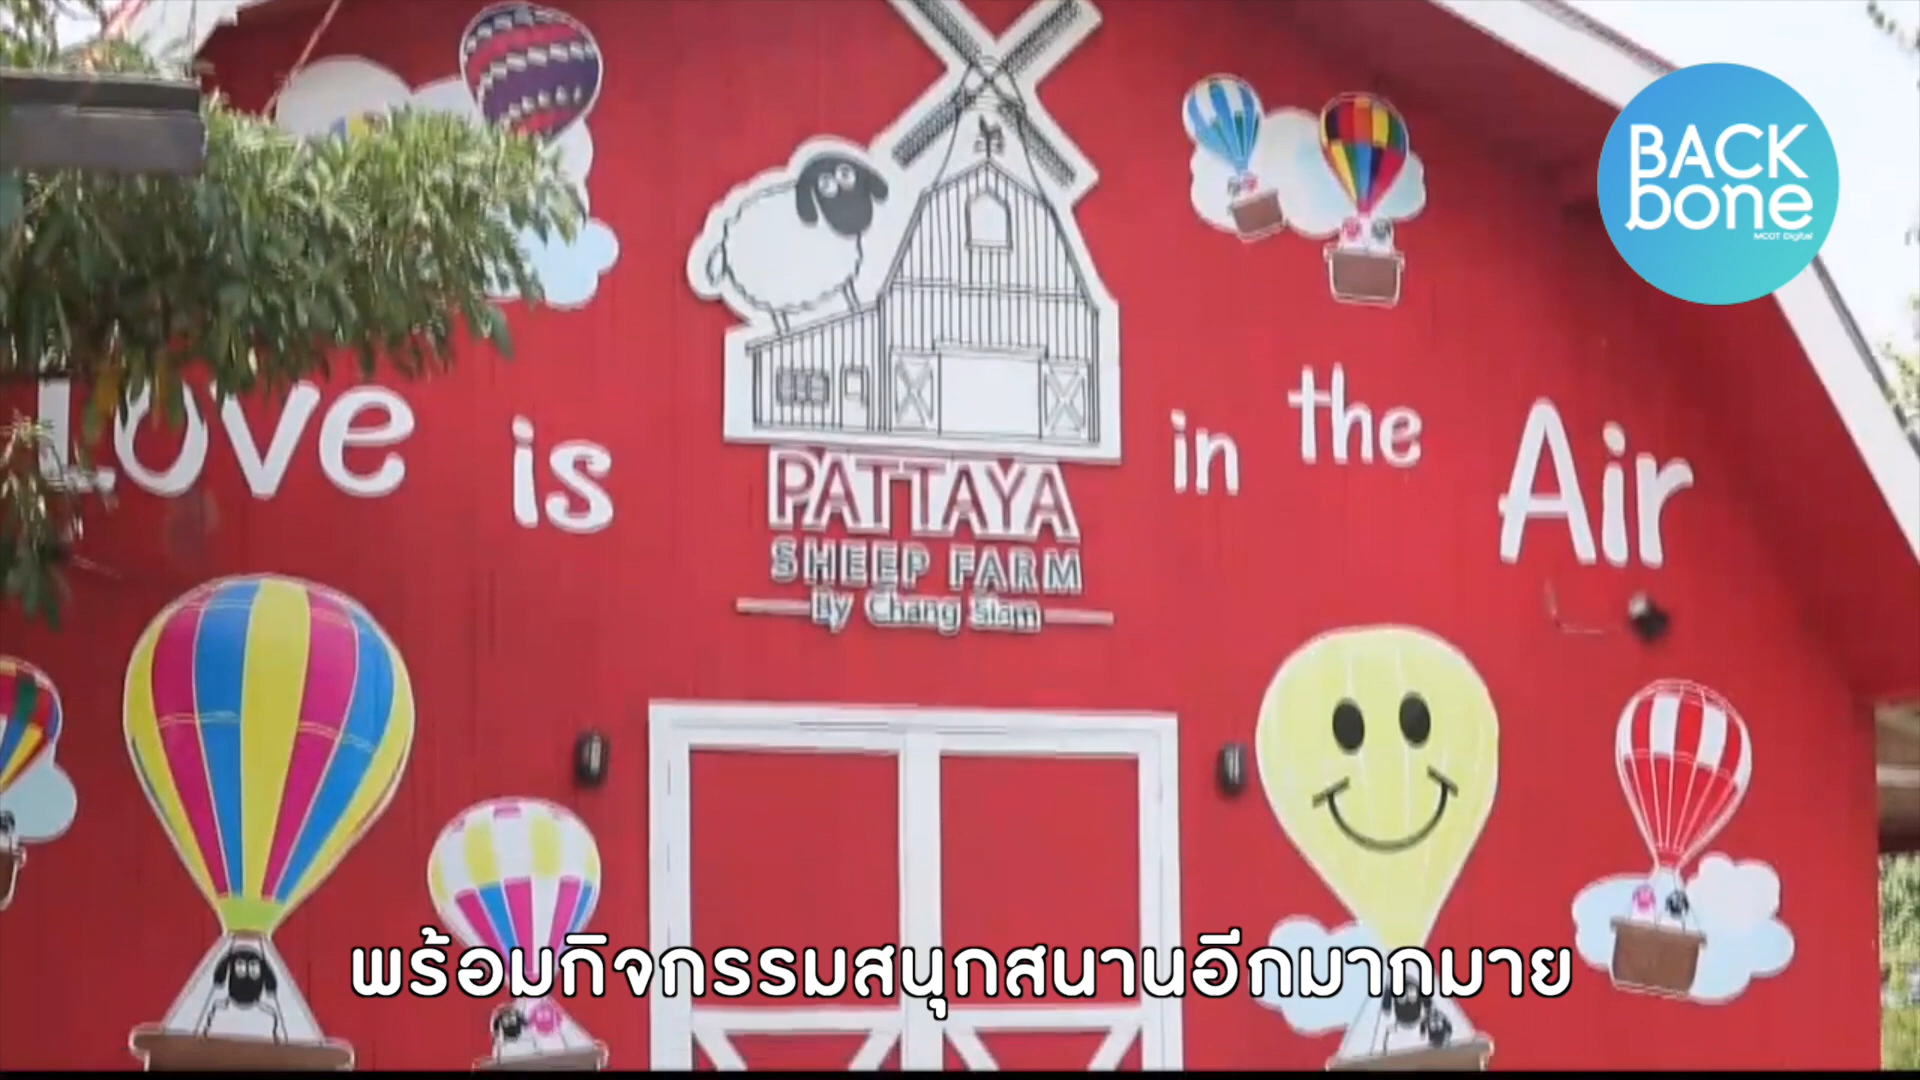 BACK
bone
MCOT Digital
Love is in the Air
PATTAYA
SHEEP FARM
By Chang Siam
พร้อมกิจกรรมสนุกสนานอีกมากมาย